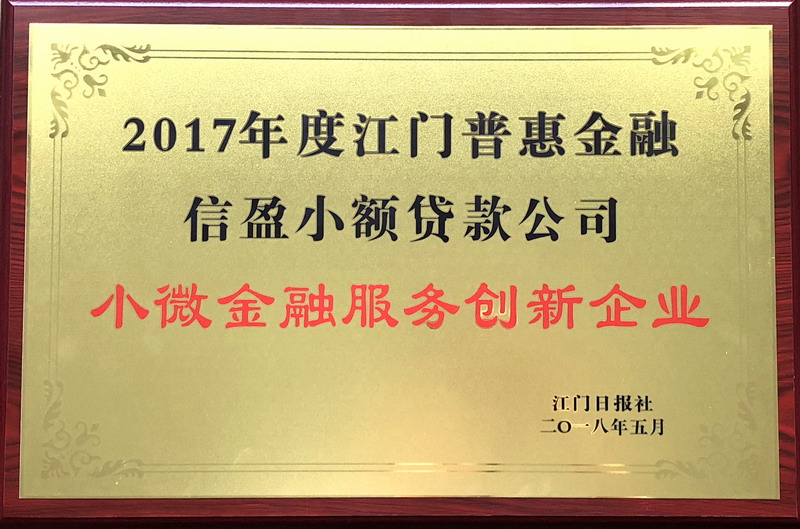 2017年度江门普惠金融
信盈小额贷款公司
小微金融服务创新企业
江门日报社
二〇一八年五月